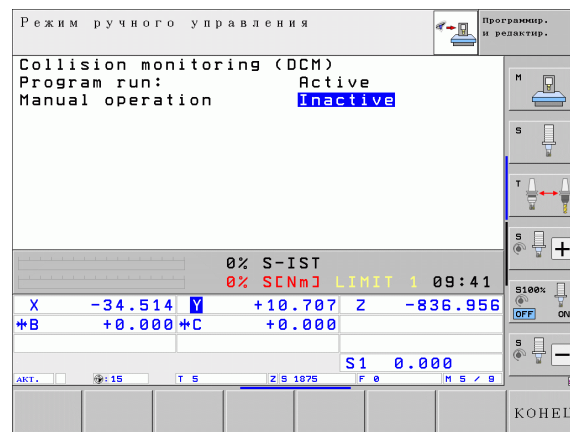 Режим ручного управления
Программир.
и редактир.
Collision monitoring (DCM)
Program run: Active
Manual operation Inactive
M
S
T
S
S100%
OFF ON
S
0% S-IST
0% S[Nm] LIMIT 1 09:41
X -34.514 Y +10.707 Z -836.956
*B +0.000 *C +0.000
S1 0.000
АКТ. : 15 T 5 Z S 1875 F 0 M 5 / 9
КОНЕЦ